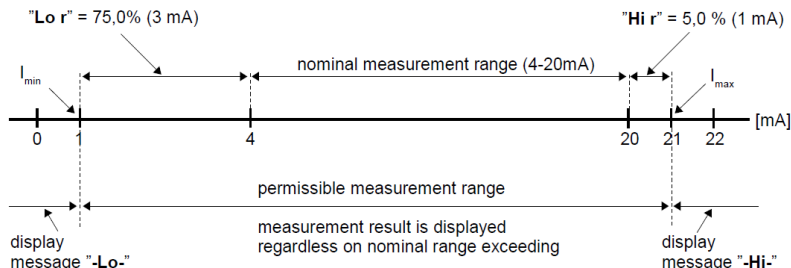 "Lo r" = 75,0% (3 mA)
"Hi r" = 5,0 % (1 mA)
nominal measurement range (4-20mA)
Imin
Imax
0 1 4 20 21 22 [mA]
permissible measurement range
measurement result is displayed
regardless on nominal range exceeding
display
message "-Lo-"
display
message "-Hi-"